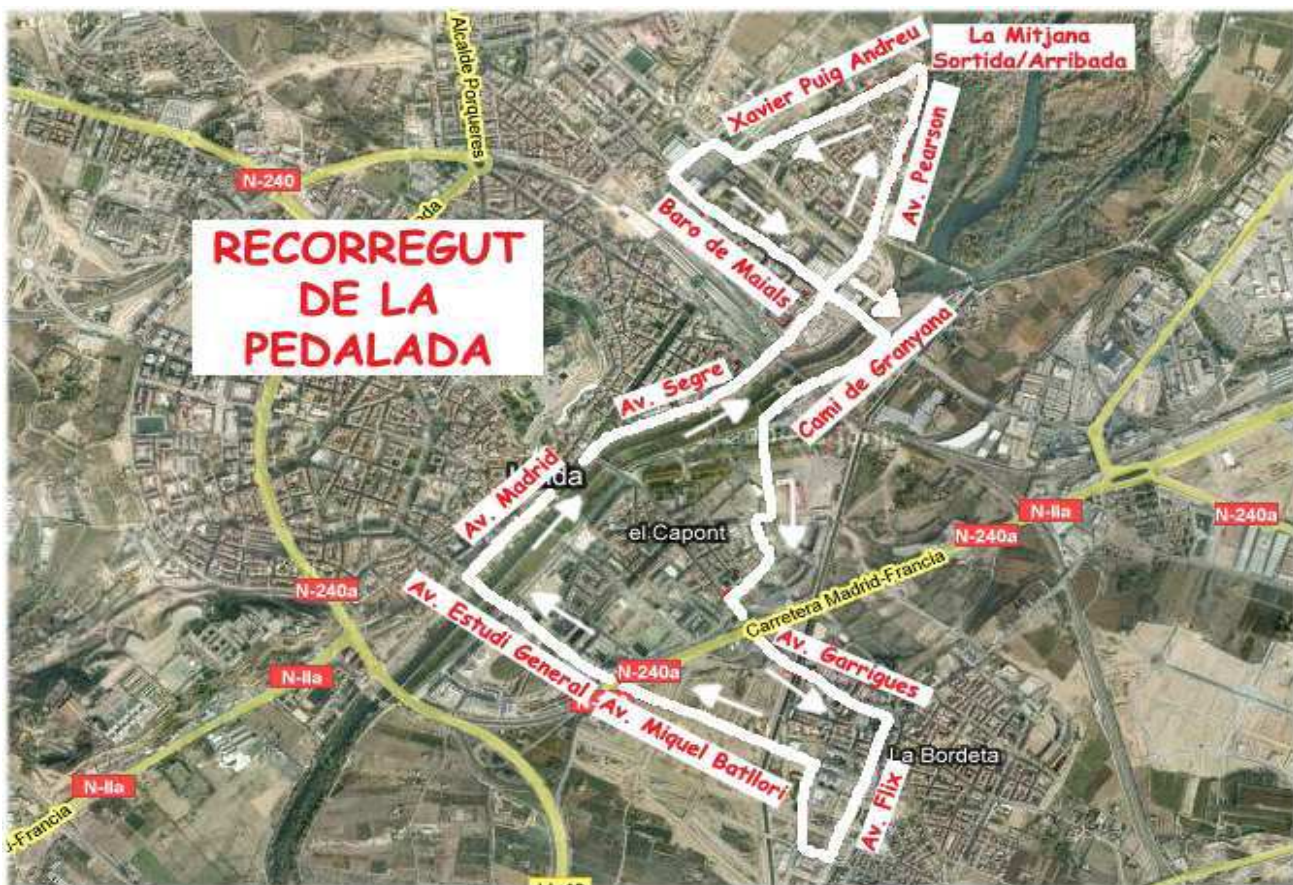 La Mitjana
Sortida/Arribada
Alcalde Porqueres
Xavier Puig Andreu
Av. Pearson
N-240
Baro de Maials
RECORREGUT
DE LA
PEDALADA
Cami de Granyana
Av. Segre
Av. Madrid
el Capont
N-IIa
N-240a
N-240a
N-240a
Carretera Madrid-Francia
Av. Estudi General
Av. Garrigues
N-IIa
N-240a
Av. Miquel Batllori
La Bordeta
Av. Flix
N-IIa
-Francia